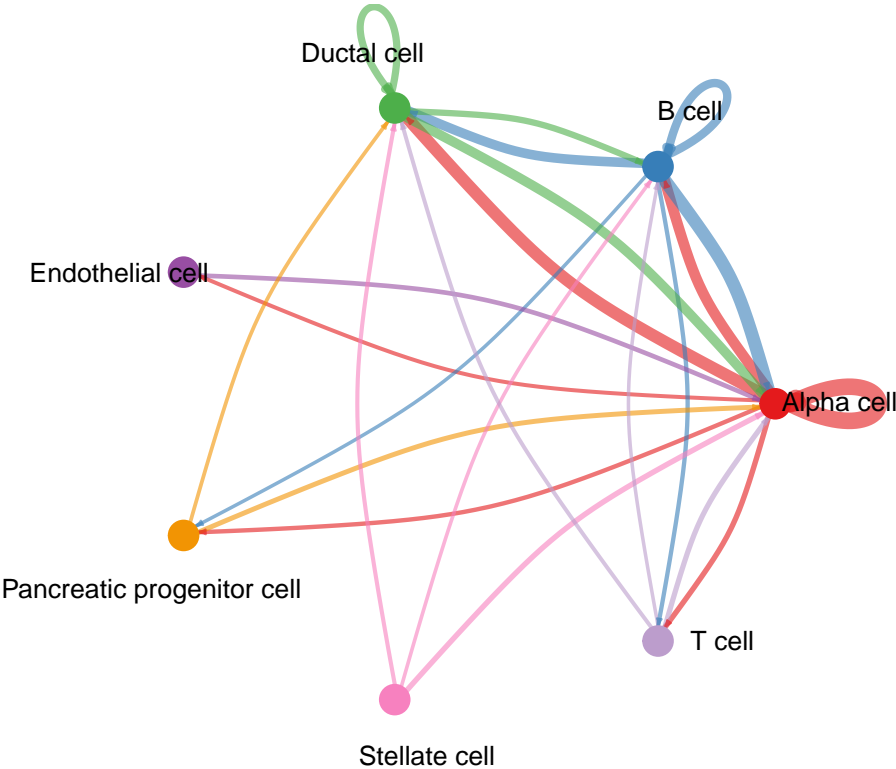 Ductal cell
B cell
Endothelial cell
Alpha cell
Pancreatic progenitor cell
T cell
Stellate cell